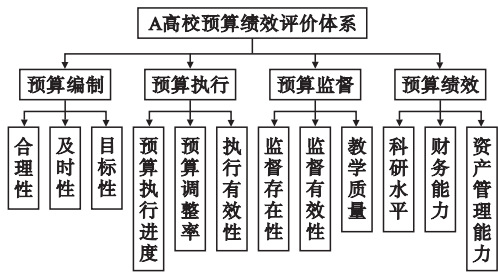 A高校预算绩效评价体系
预算编制
预算执行
预算监督
预算绩效
合理性
及时性
目标性
预算执行进度
预算调整率
执行有效性
监督存在性
监督有效性
教学质量
科研水平
财务能力
资产管理能力